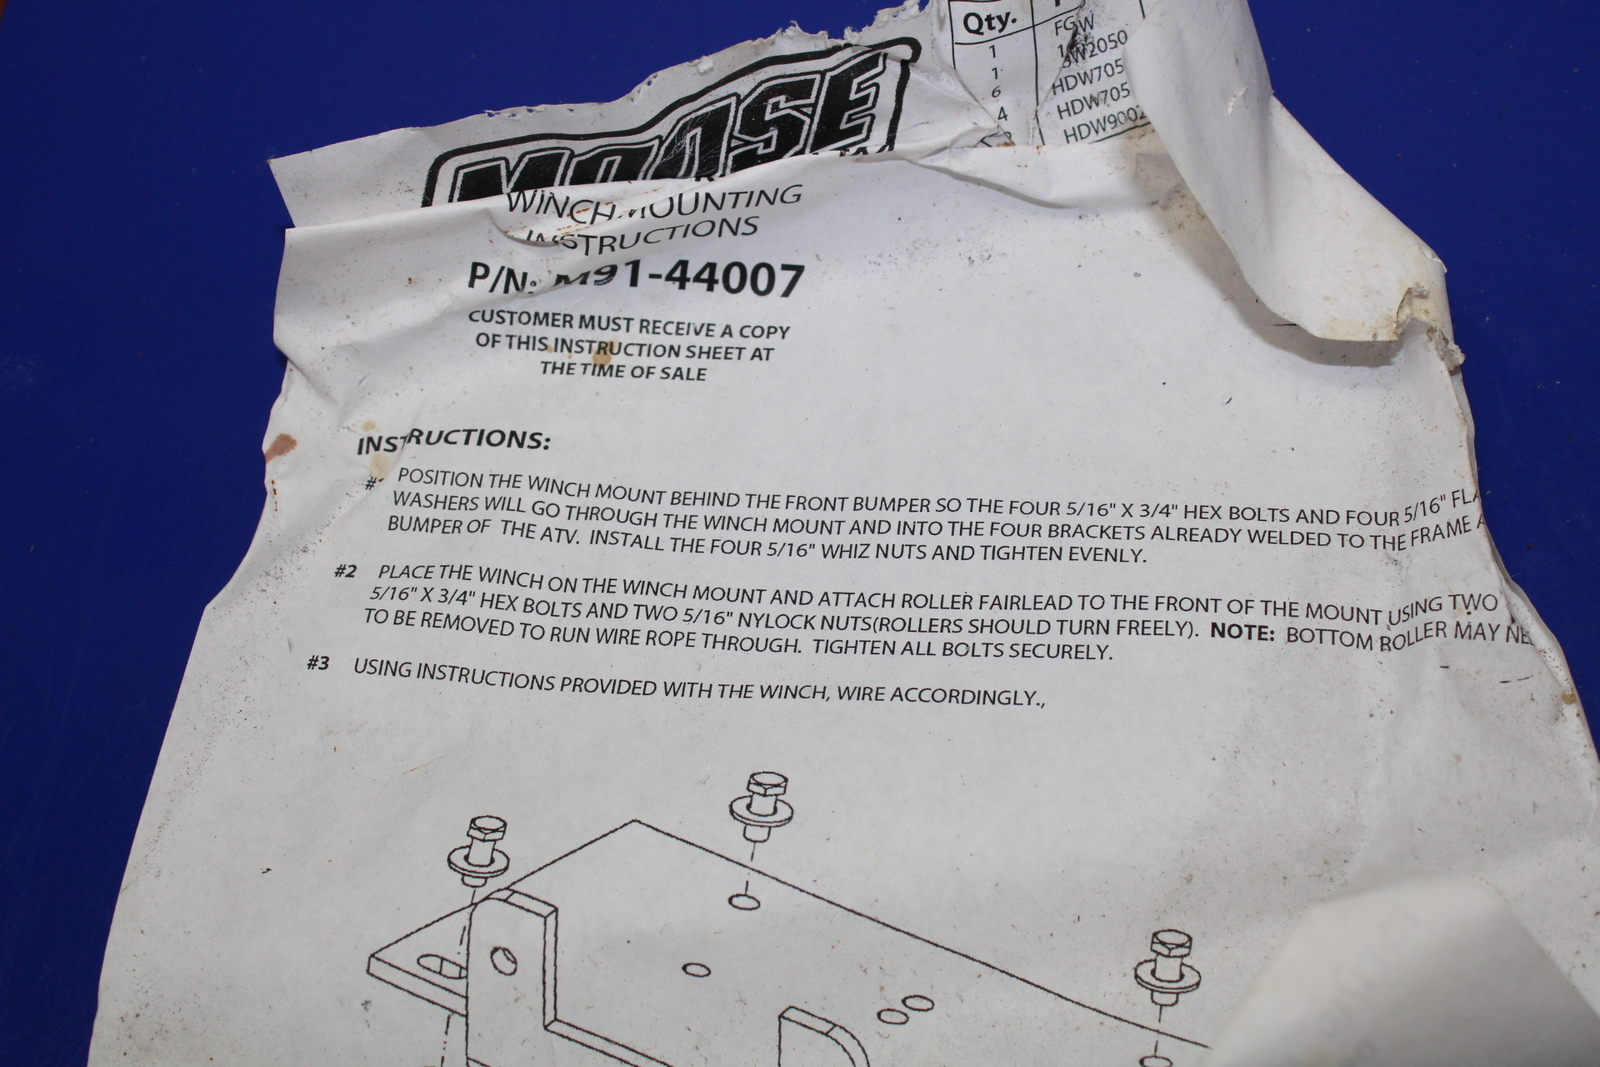 MOOSE
Qty.
1
FGW
1
SW2050
6
HDW705
4
HDW705
HDW9002
WINCH MOUNTING
INSTRUCTIONS
P/N: M91-44007
CUSTOMER MUST RECEIVE A COPY
OF THIS INSTRUCTION SHEET AT
THE TIME OF SALE
INSTRUCTIONS:
POSITION THE WINCH MOUNT BEHIND THE FRONT BUMPER SO THE FOUR 5/16" X 3/4" HEX BOLTS AND FOUR 5/16" FLA
WASHERS WILL GO THROUGH THE WINCH MOUNT AND INTO THE FOUR BRACKETS ALREADY WELDED TO THE FRAME A
BUMPER OF THE ATV. INSTALL THE FOUR 5/16" WHIZ NUTS AND TIGHTEN EVENLY.
#2 PLACE THE WINCH ON THE WINCH MOUNT AND ATTACH ROLLER FAIRLEAD TO THE FRONT OF THE MOUNT USING TWO
5/16" X 3/4" HEX BOLTS AND TWO 5/16" NYLOCK NUTS(ROLLERS SHOULD TURN FREELY). NOTE: BOTTOM ROLLER MAY NE
TO BE REMOVED TO RUN WIRE ROPE THROUGH. TIGHTEN ALL BOLTS SECURELY.
#3 USING INSTRUCTIONS PROVIDED WITH THE WINCH, WIRE ACCORDINGLY.,